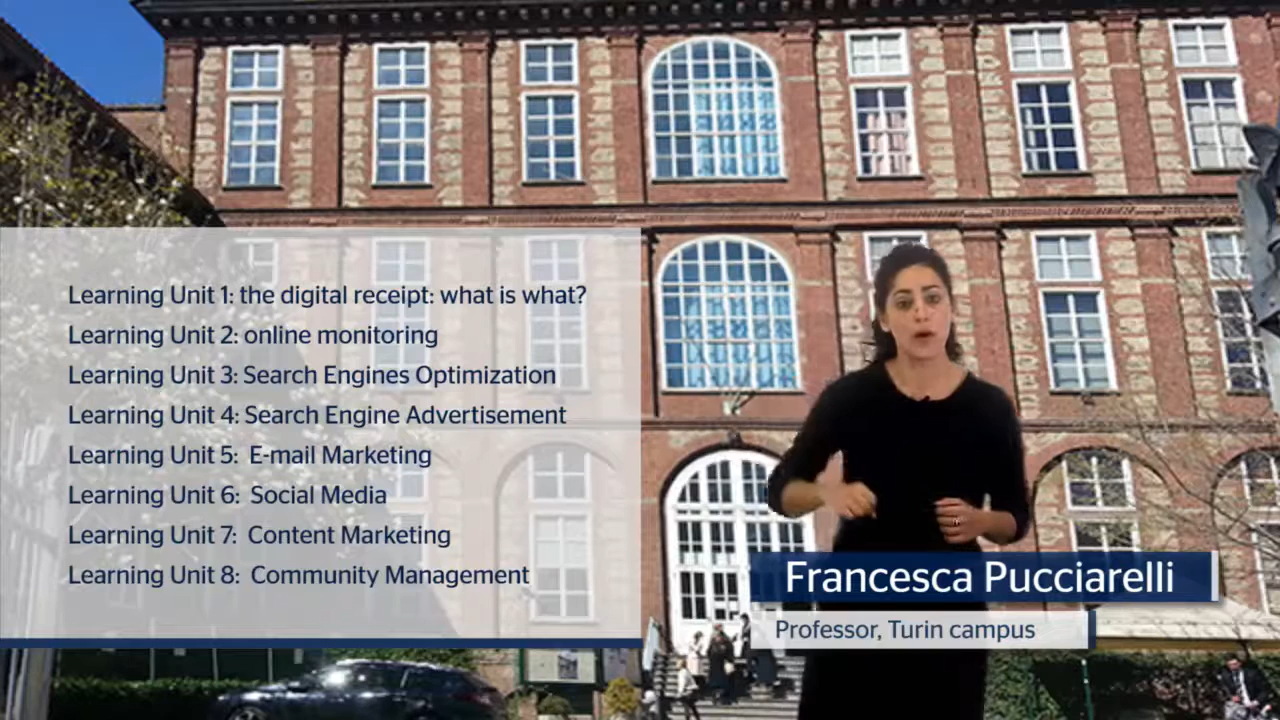 Learning Unit 1: the digital receipt: what is what?
Learning Unit 2: online monitoring
Learning Unit 3: Search Engines Optimization
Learning Unit 4: Search Engine Advertisement
Learning Unit 5: E-mail Marketing
Learning Unit 6: Social Media
Learning Unit 7: Content Marketing
Learning Unit 8: Community Management
Francesca Pucciarelli
Professor, Turin campus